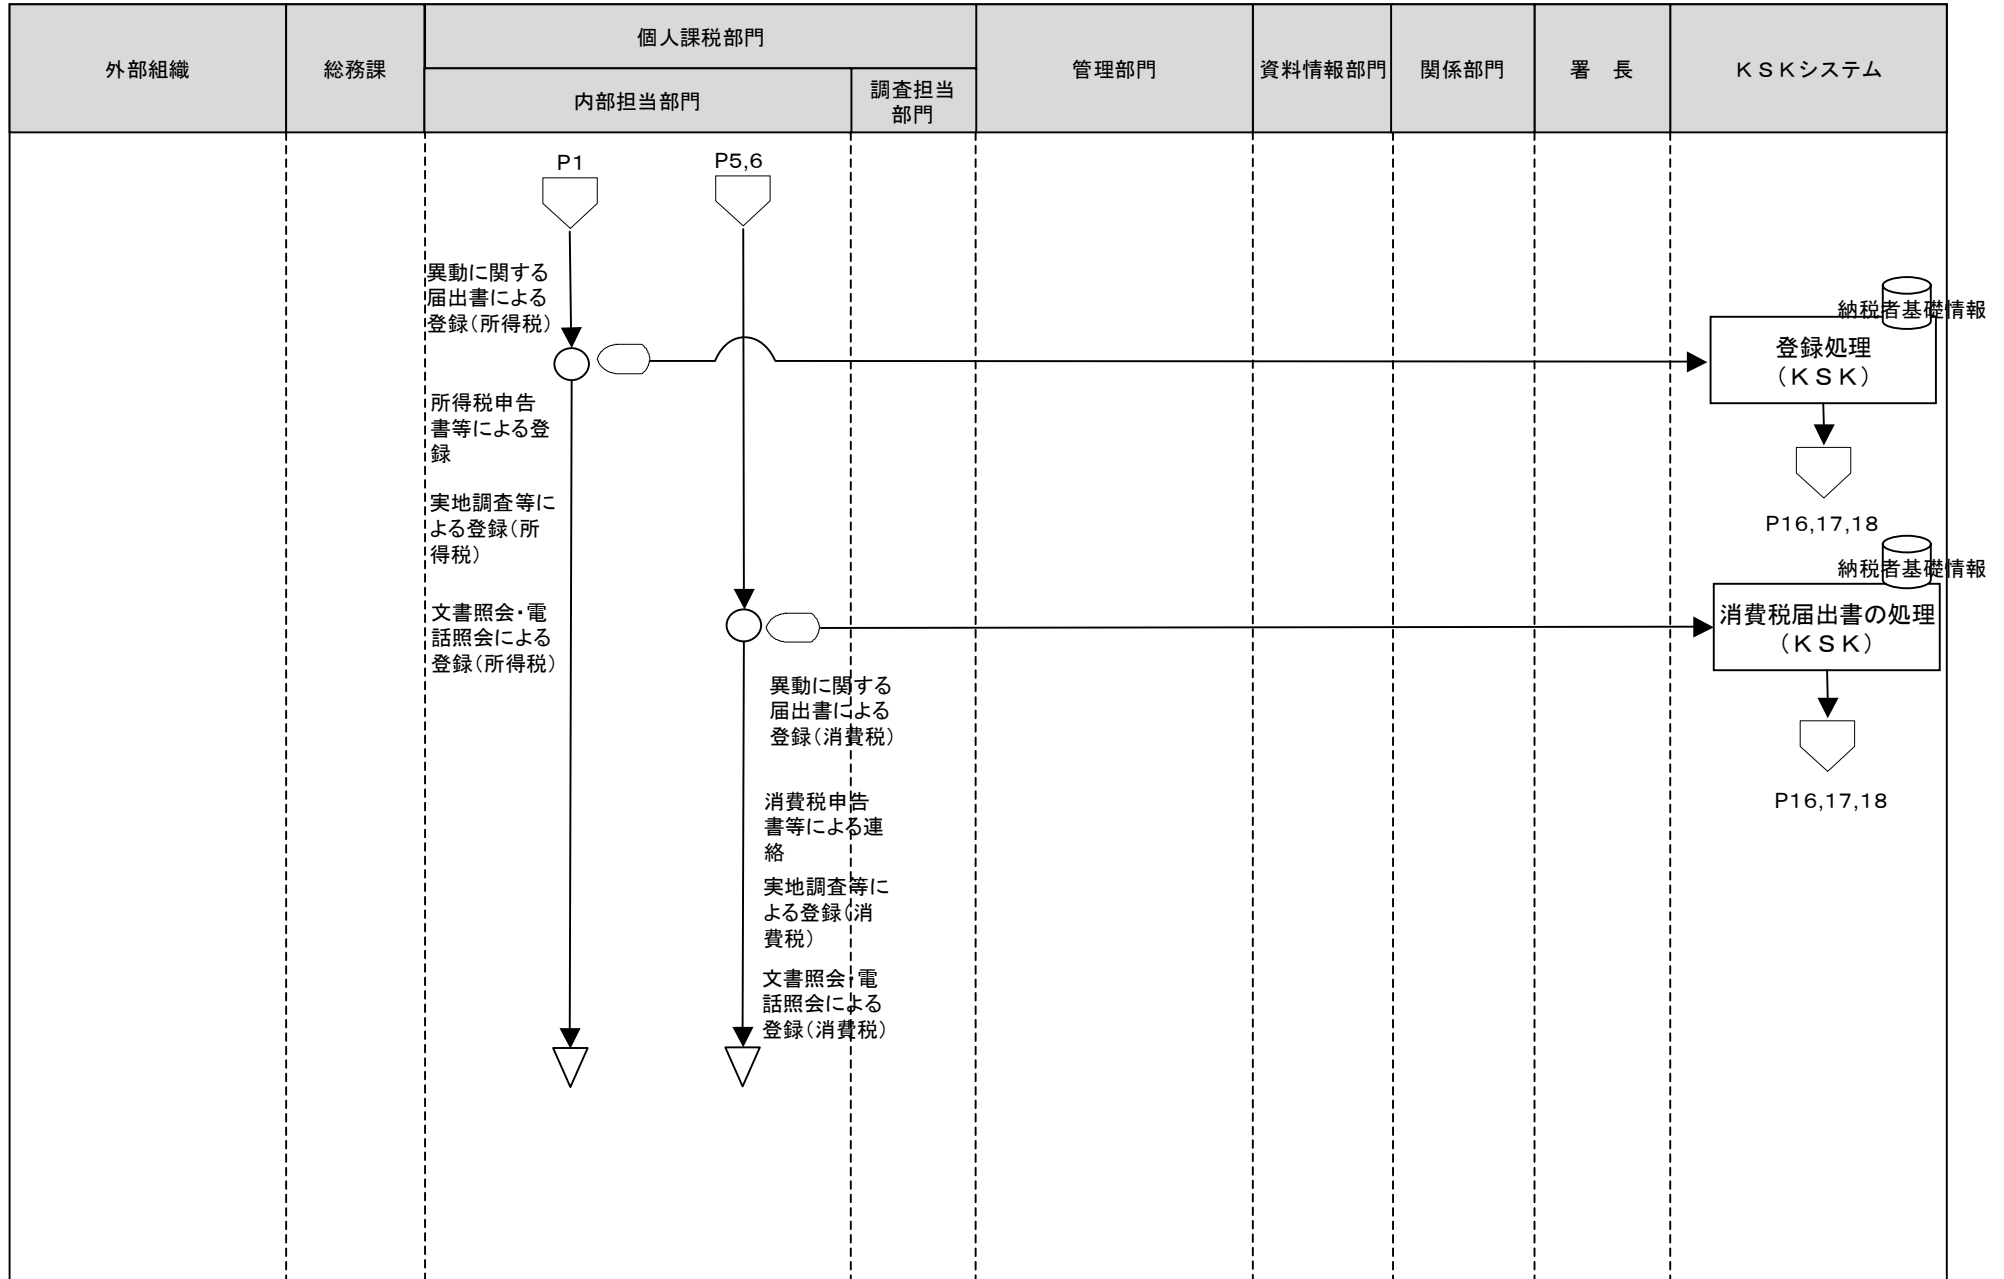 外部組織
総務課
個人課税部門
内部担当部門
調査担当
部門
管理部門
資料情報部門
関係部門
署　長
ＫＳＫシステム
P1
P5,6
異動に関する
届出書による
登録（所得税）
所得税申告
書等による登
録
実地調査等に
よる登録（所
得税）
文書照会・電
話照会による
登録（所得税）
納税者基礎情報
登録処理
（ＫＳＫ）
P16,17,18
納税者基礎情報
消費税届出書の処理
（ＫＳＫ）
P16,17,18
異動に関する
届出書による
登録（消費税）
消費税申告
書等による連
絡
実地調査等に
よる登録（消
費税）
文書照会・電
話照会による
登録（消費税）